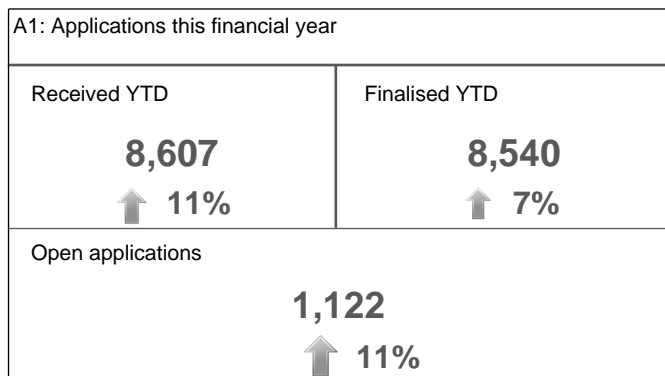 A1: Applications this financial year
Received YTD
8,607
11%
Finalised YTD
8,540
7%
Open applications
1,122
11%